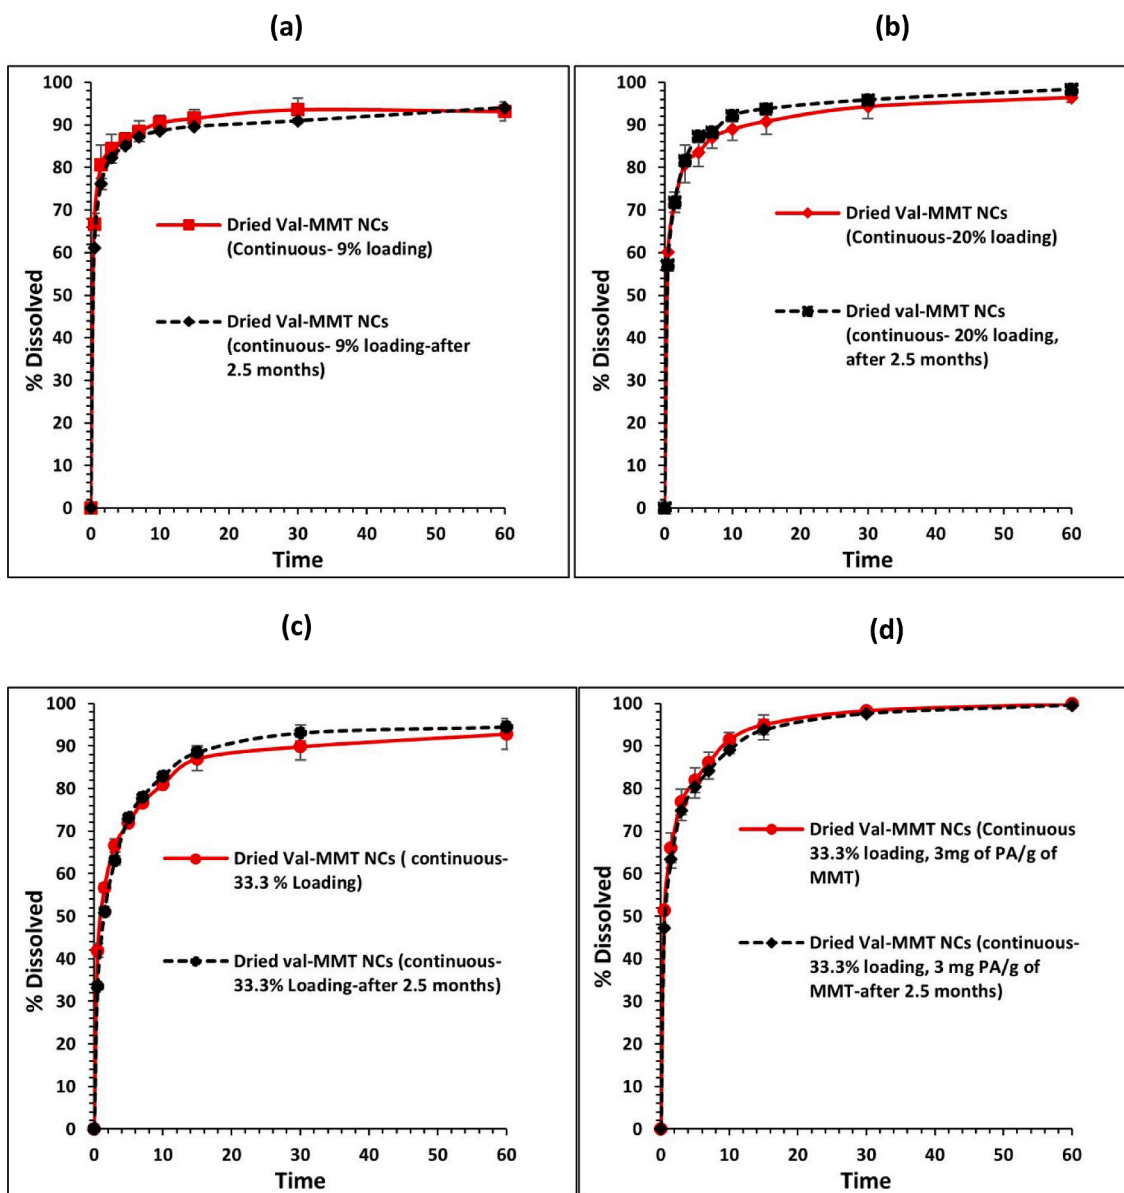 (a)
100
90
80
70
60
50
40
30
20
10
0
% Dissolved
Dried Val-MMT NCs
(Continuous- 9% loading)
Dried Val-MMT NCs
(continuous- 9% loading-after
2.5 months)
0 10 20 30 40 50 60
Time
(b)
100
90
80
70
60
50
40
30
20
10
0
% Dissolved
Dried Val-MMT NCs
(Continuous-20% loading)
Dried val-MMT NCs
(continuous- 20% loading,
after 2.5 months)
0 10 20 30 40 50 60
Time
(c)
100
90
80
70
60
50
40
30
20
10
0
% Dissolved
Dried Val-MMT NCs ( continuous-
33.3 % Loading)
Dried val-MMT NCs (continuous-
33.3% Loading-after 2.5 months)
0 10 20 30 40 50 60
Time
(d)
100
90
80
70
60
50
40
30
20
10
0
% Dissolved
Dried Val-MMT NCs (Continuous
33.3% loading, 3mg of PA/g of
MMT)
Dried Val-MMT NCs (continuous-
33.3% loading, 3 mg PA/g of
MMT-after 2.5 months)
0 10 20 30 40 50 60
Time